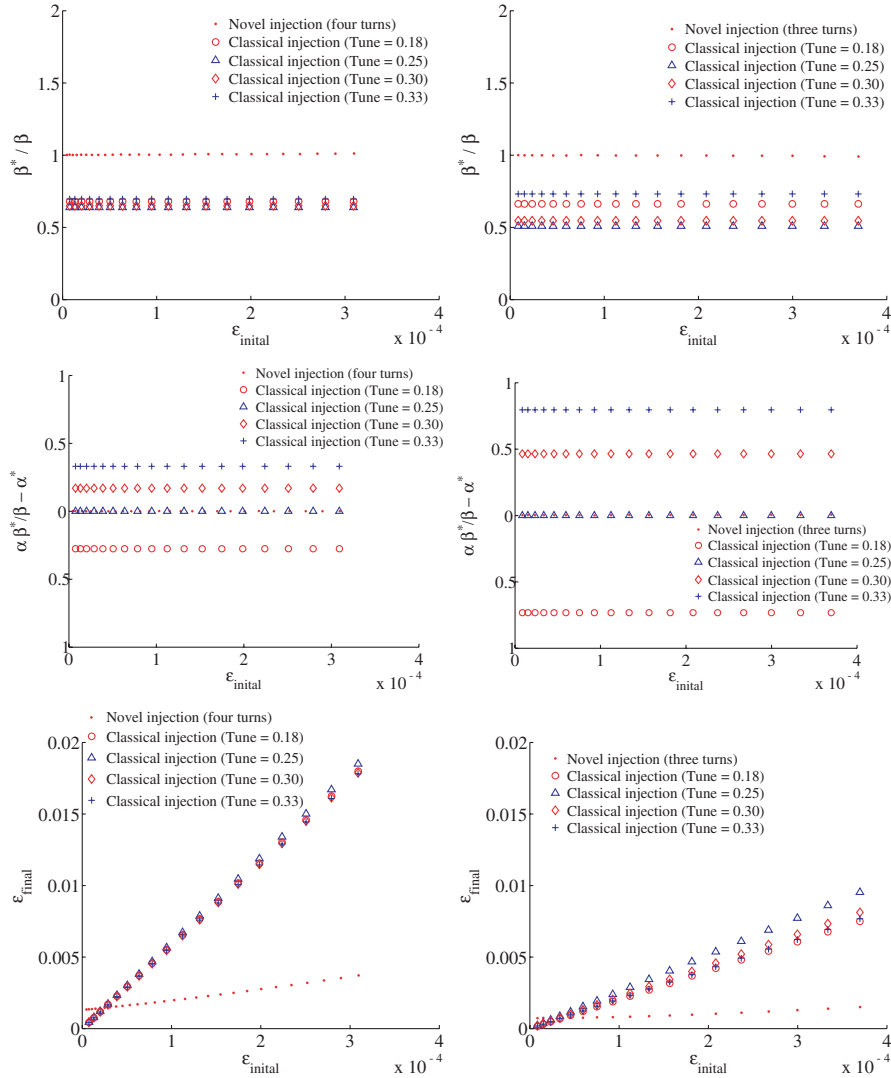 2
1.5
1
0.5
0
β* / β
0 1 2 3 4
ε_inital
x 10^-4
Novel injection (four turns)
Classical injection (Tune = 0.18)
Classical injection (Tune = 0.25)
Classical injection (Tune = 0.30)
Classical injection (Tune = 0.33)
2
1.5
1
0.5
0
β* / β
0 1 2 3 4
ε_inital
x 10^-4
Novel injection (three turns)
Classical injection (Tune = 0.18)
Classical injection (Tune = 0.25)
Classical injection (Tune = 0.30)
Classical injection (Tune = 0.33)
1
0.5
0
0.5
1
α β*/β − α*
0 1 2 3 4
ε_inital
x 10^-4
Novel injection (four turns)
Classical injection (Tune = 0.18)
Classical injection (Tune = 0.25)
Classical injection (Tune = 0.30)
Classical injection (Tune = 0.33)
1
0.5
0
0.5
1
α β*/β − α*
0 1 2 3 4
ε_inital
x 10^-4
Novel injection (three turns)
Classical injection (Tune = 0.18)
Classical injection (Tune = 0.25)
Classical injection (Tune = 0.30)
Classical injection (Tune = 0.33)
0.02
0.015
0.01
0.005
0
ε_final
0 1 2 3 4
ε_inital
x 10^-4
Novel injection (four turns)
Classical injection (Tune = 0.18)
Classical injection (Tune = 0.25)
Classical injection (Tune = 0.30)
Classical injection (Tune = 0.33)
0.02
0.015
0.01
0.005
0
ε_final
0 1 2 3 4
ε_inital
x 10^-4
Novel injection (three turns)
Classical injection (Tune = 0.18)
Classical injection (Tune = 0.25)
Classical injection (Tune = 0.30)
Classical injection (Tune = 0.33)